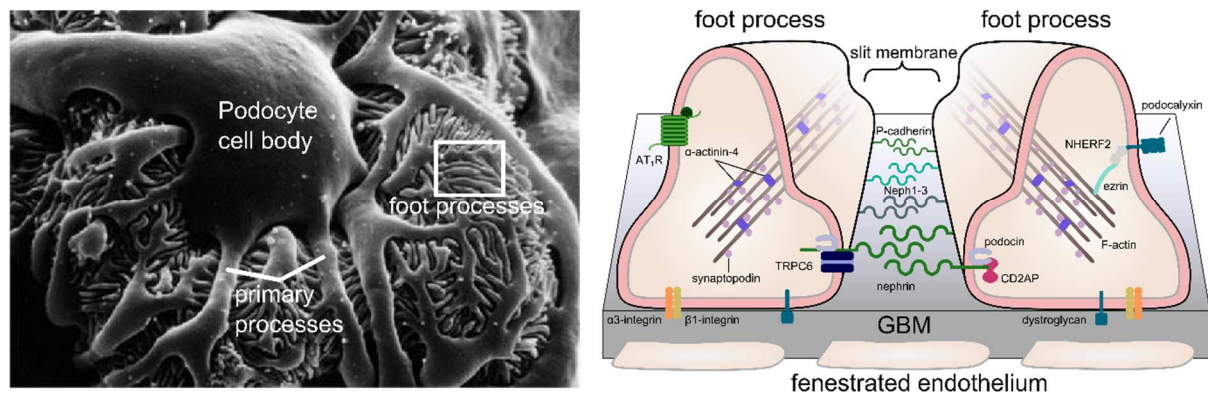 Podocyte
cell body
foot processes
primary
processes
foot process
foot process
slit membrane
podocalyxin
P-cadherin
NHERF2
AT₁R
α-actinin-4
Neph1-3
ezrin
podocin
F-actin
TRPC6
synaptopodin
nephrin
CD2AP
α3-integrin
β1-integrin
dystroglycan
GBM
fenestrated endothelium